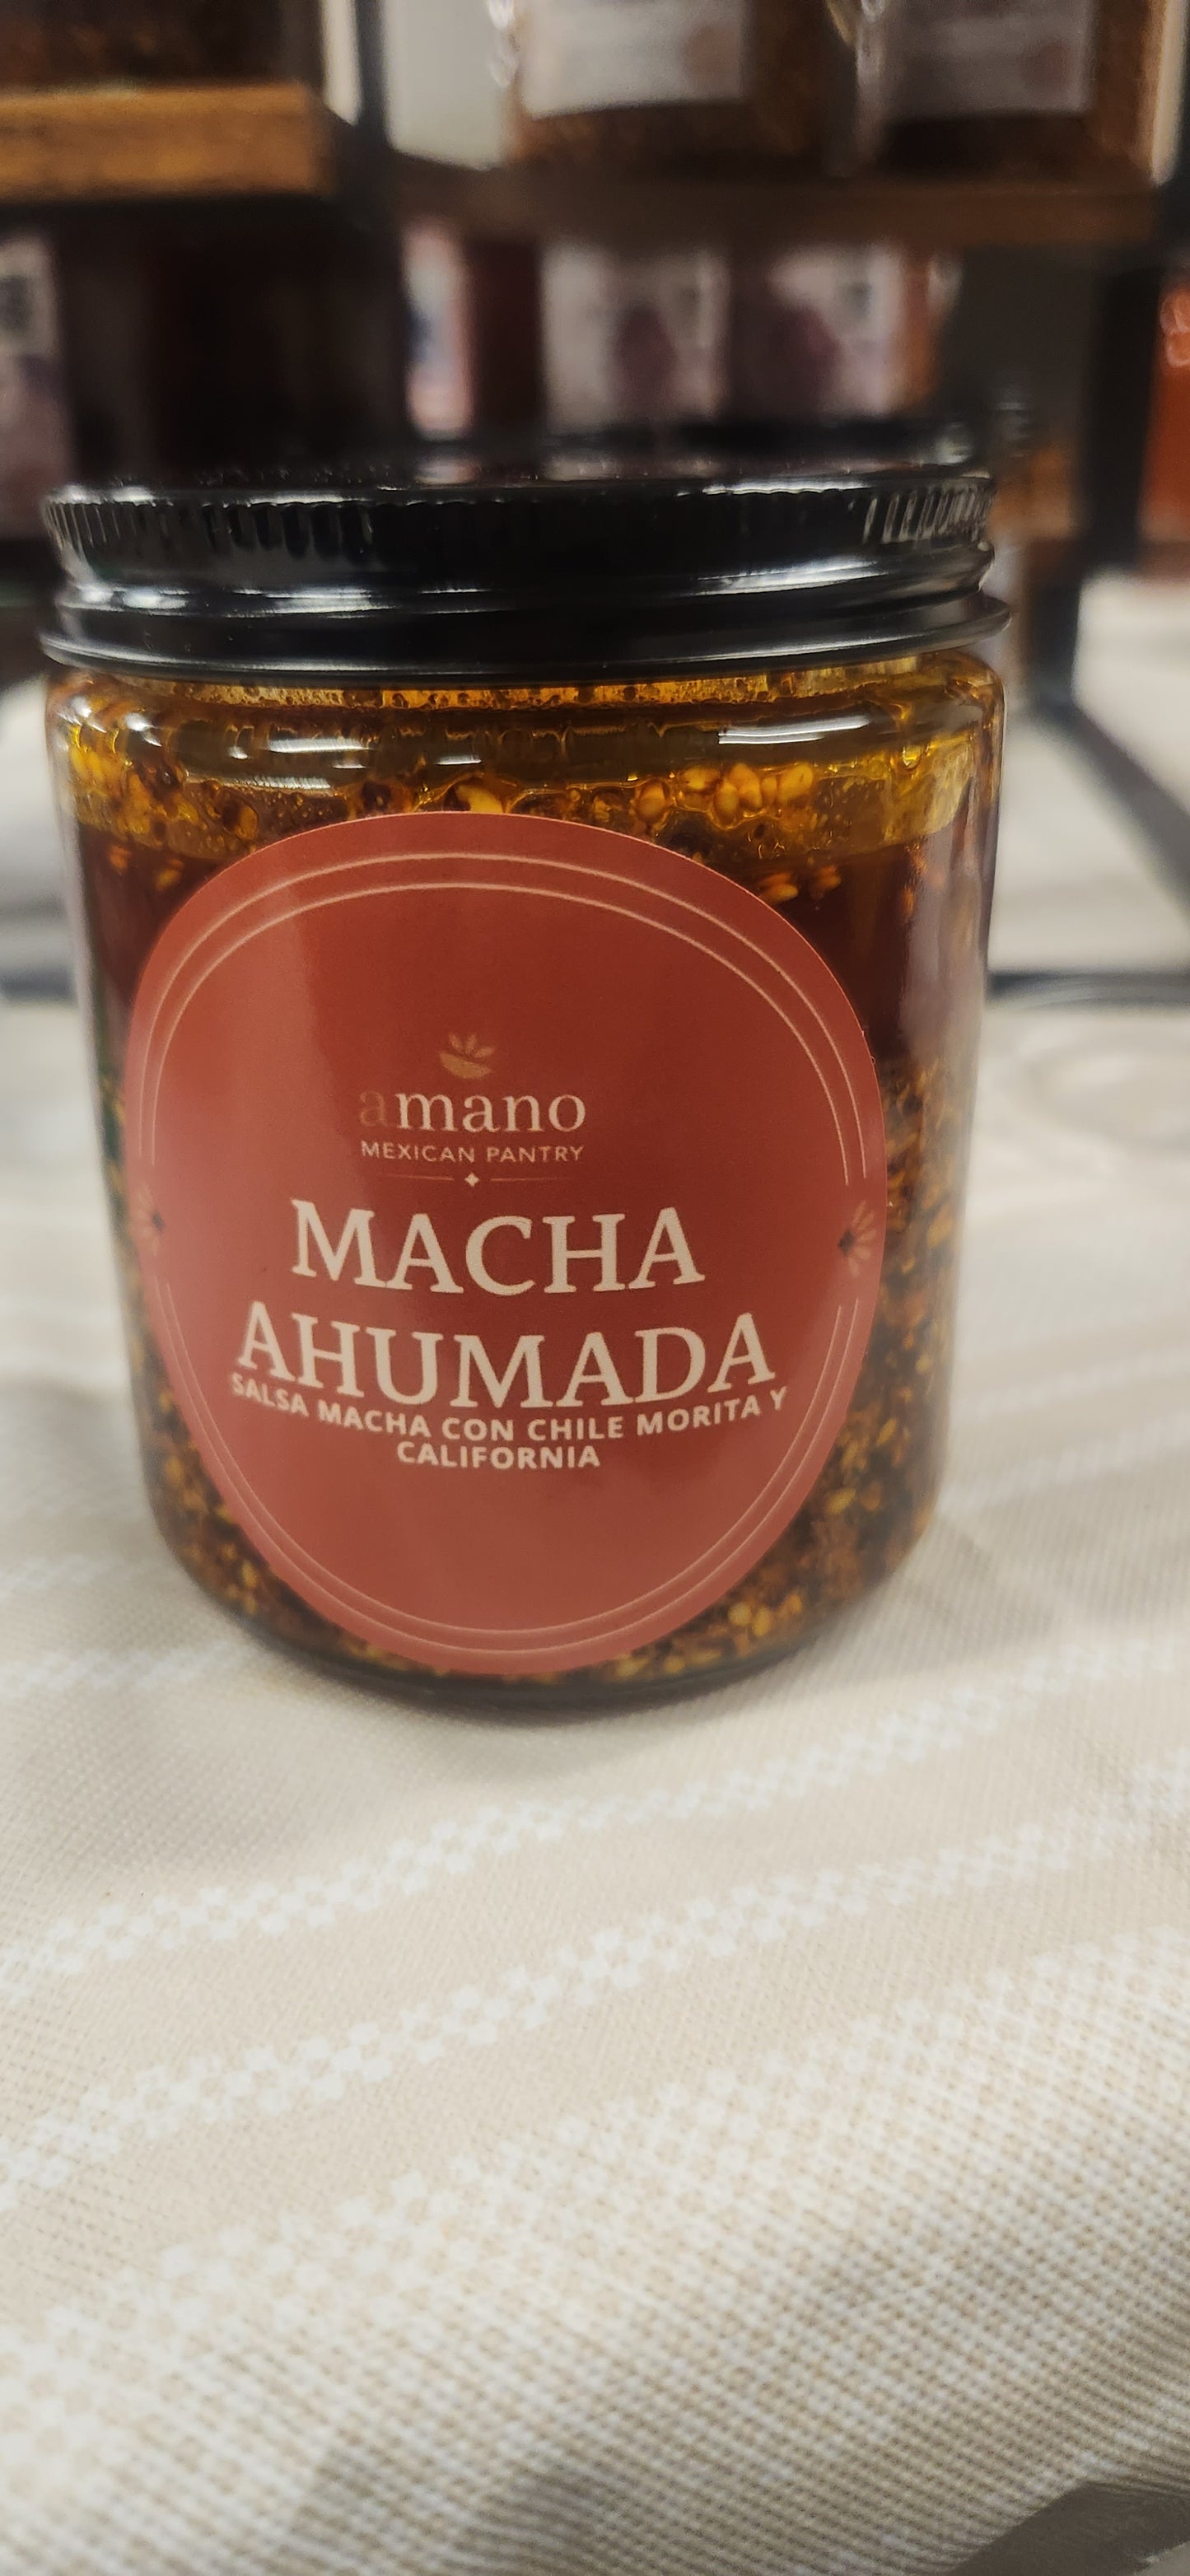 amano
MEXICAN PANTRY
MACHA
AHUMADA
SALSA MACHA CON CHILE MORITA Y
CALIFORNIA